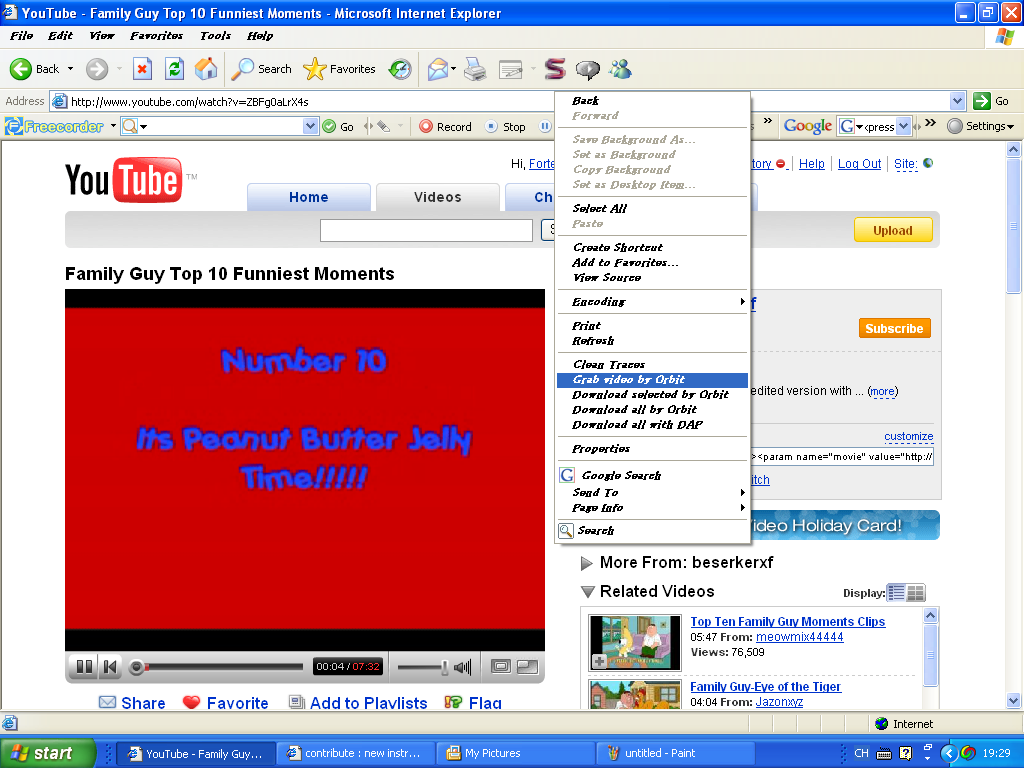 YouTube - Family Guy Top 10 Funniest Moments - Microsoft Internet Explorer
File Edit View Favorites Tools Help
Back Search Favorites
Address http://www.youtube.com/watch?v=ZBFg0aLrX4s Go
Freecorder Go Record Stop » Google G <press » Settings
You Tube TM
Hi, Forte
Help Log Out Site:
Home Videos Ch
Upload
Family Guy Top 10 Funniest Moments
Number 10
Its Peanut Butter Jelly
Time!!!!!
00:04 / 07:32
Share Favorite Add to Playlists Flag
Back
Forward
Save Background As...
Set as Background
Copy Background
Set as Desktop Item...
Select All
Paste
Create Shortcut
Add to Favorites...
View Source
Encoding
Print
Refresh
Clean Traces
Grab video by Orbit
Download selected by Orbit
Download all by Orbit
Download all with DAP
Properties
Google Search
Send To
Page Info
Search
Subscribe
edited version with ... (more)
customize
><param name="movie" value="http://
Video Holiday Card!
More From: beserkerxf
Related Videos Display:
Top Ten Family Guy Moments Clips
05:47 From: meowmix44444
Views: 76,509
Family Guy-Eye of the Tiger
04:04 From: Jazonxyz
Internet
start YouTube - Family Guy... contribute : new instr... My Pictures untitled - Paint CH 19:29